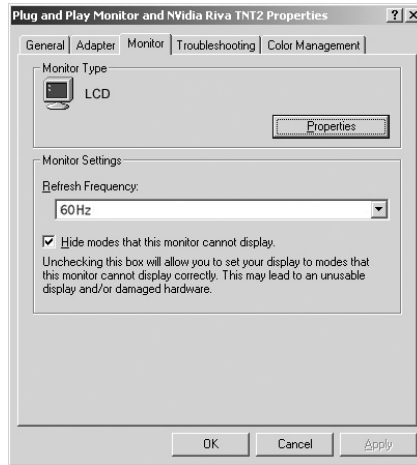 Plug and Play Monitor and NVidia Riva TNT2 Properties
General Adapter Monitor Troubleshooting Color Management
Monitor Type
LCD
Properties
Monitor Settings
Refresh Frequency:
60Hz
Hide modes that this monitor cannot display.
Unchecking this box will allow you to set your display to modes that
this monitor cannot display correctly. This may lead to an unusable
display and/or damaged hardware.
OK Cancel Apply